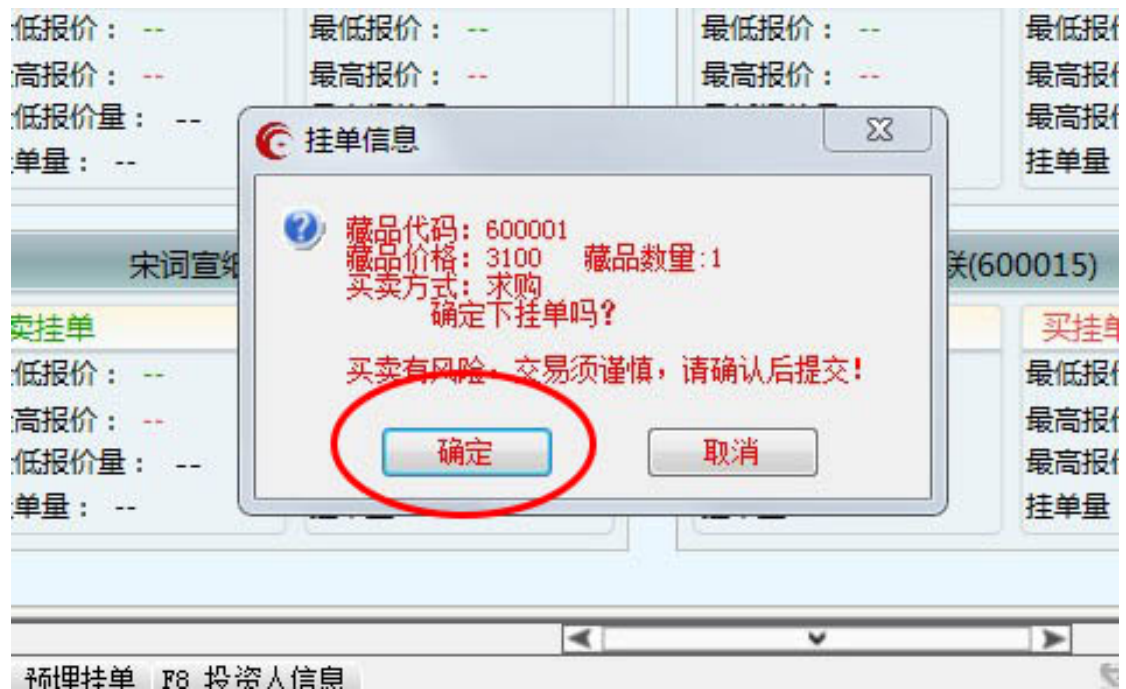 低报价： --
最低报价： --
最低报价： --
最低报
高报价： --
最高报价： --
最高报价： --
最高报
低报价量： --
最高报
单量： --
挂单量
挂单信息
藏品代码：600001
藏品价格：3100 藏品数量:1
买卖方式：求购
确定下挂单吗？
买卖有风险，交易须谨慎，请确认后提交！
确定
取消
宋词宣
联(600015)
卖挂单
买挂单
低报价： --
最低报
高报价： --
最高报
低报价量： --
最高报
单量： --
挂单量
预埋挂单
F8 投资人信息